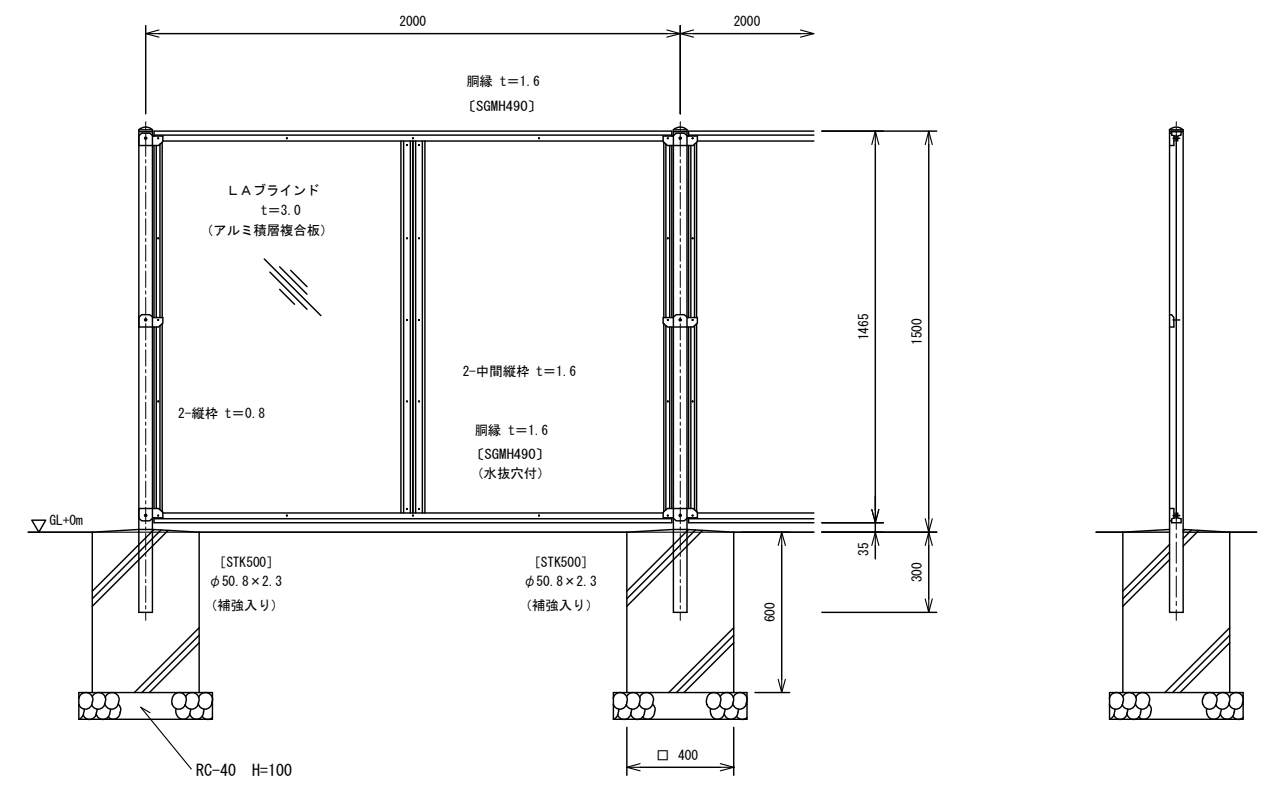 2000
2000
胴縁 t=1.6
〔SGMH490〕
LAブラインド
t=3.0
(アルミ積層複合板)
1465
1500
2-中間縦枠 t=1.6
2-縦枠 t=0.8
胴縁 t=1.6
〔SGMH490〕
(水抜穴付)
GL+0m
35
300
[STK500]
φ50.8×2.3
(補強入り)
[STK500]
φ50.8×2.3
(補強入り)
600
□ 400
RC-40 H=100